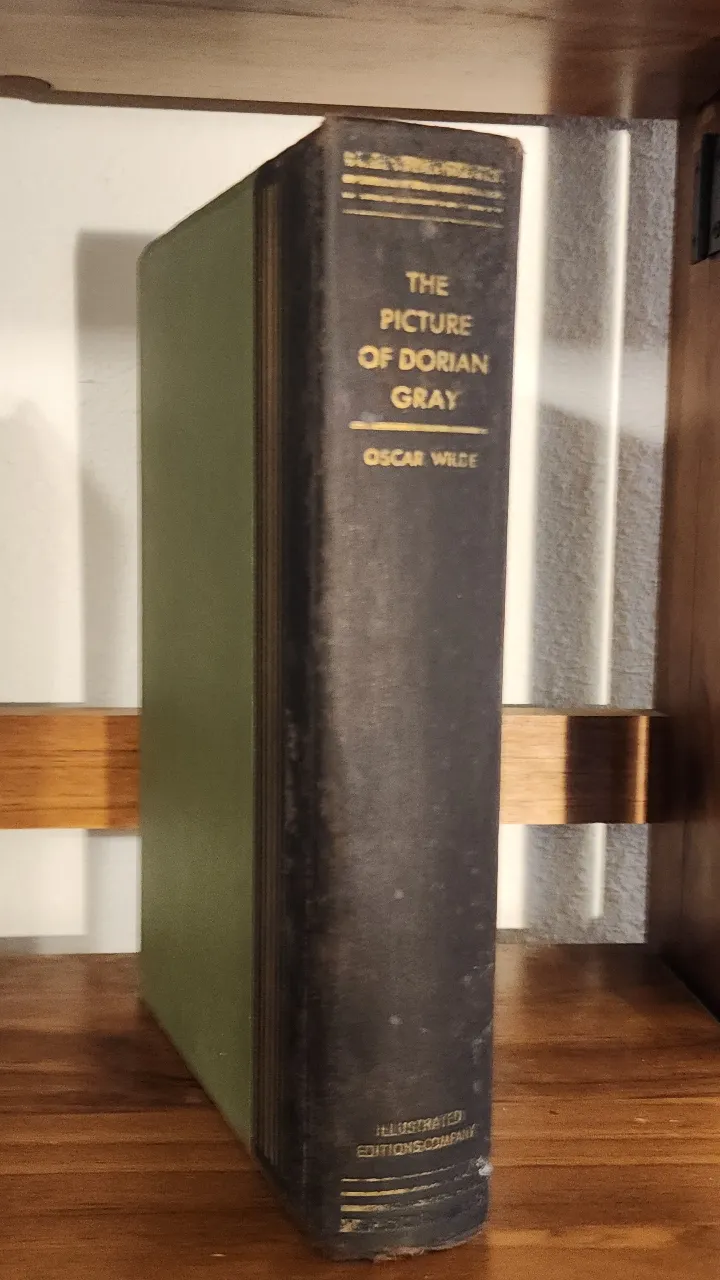 THE
PICTURE
OF DORIAN
GRAY
OSCAR WILDE
ILLUSTRATED
EDITIONS COMPANY